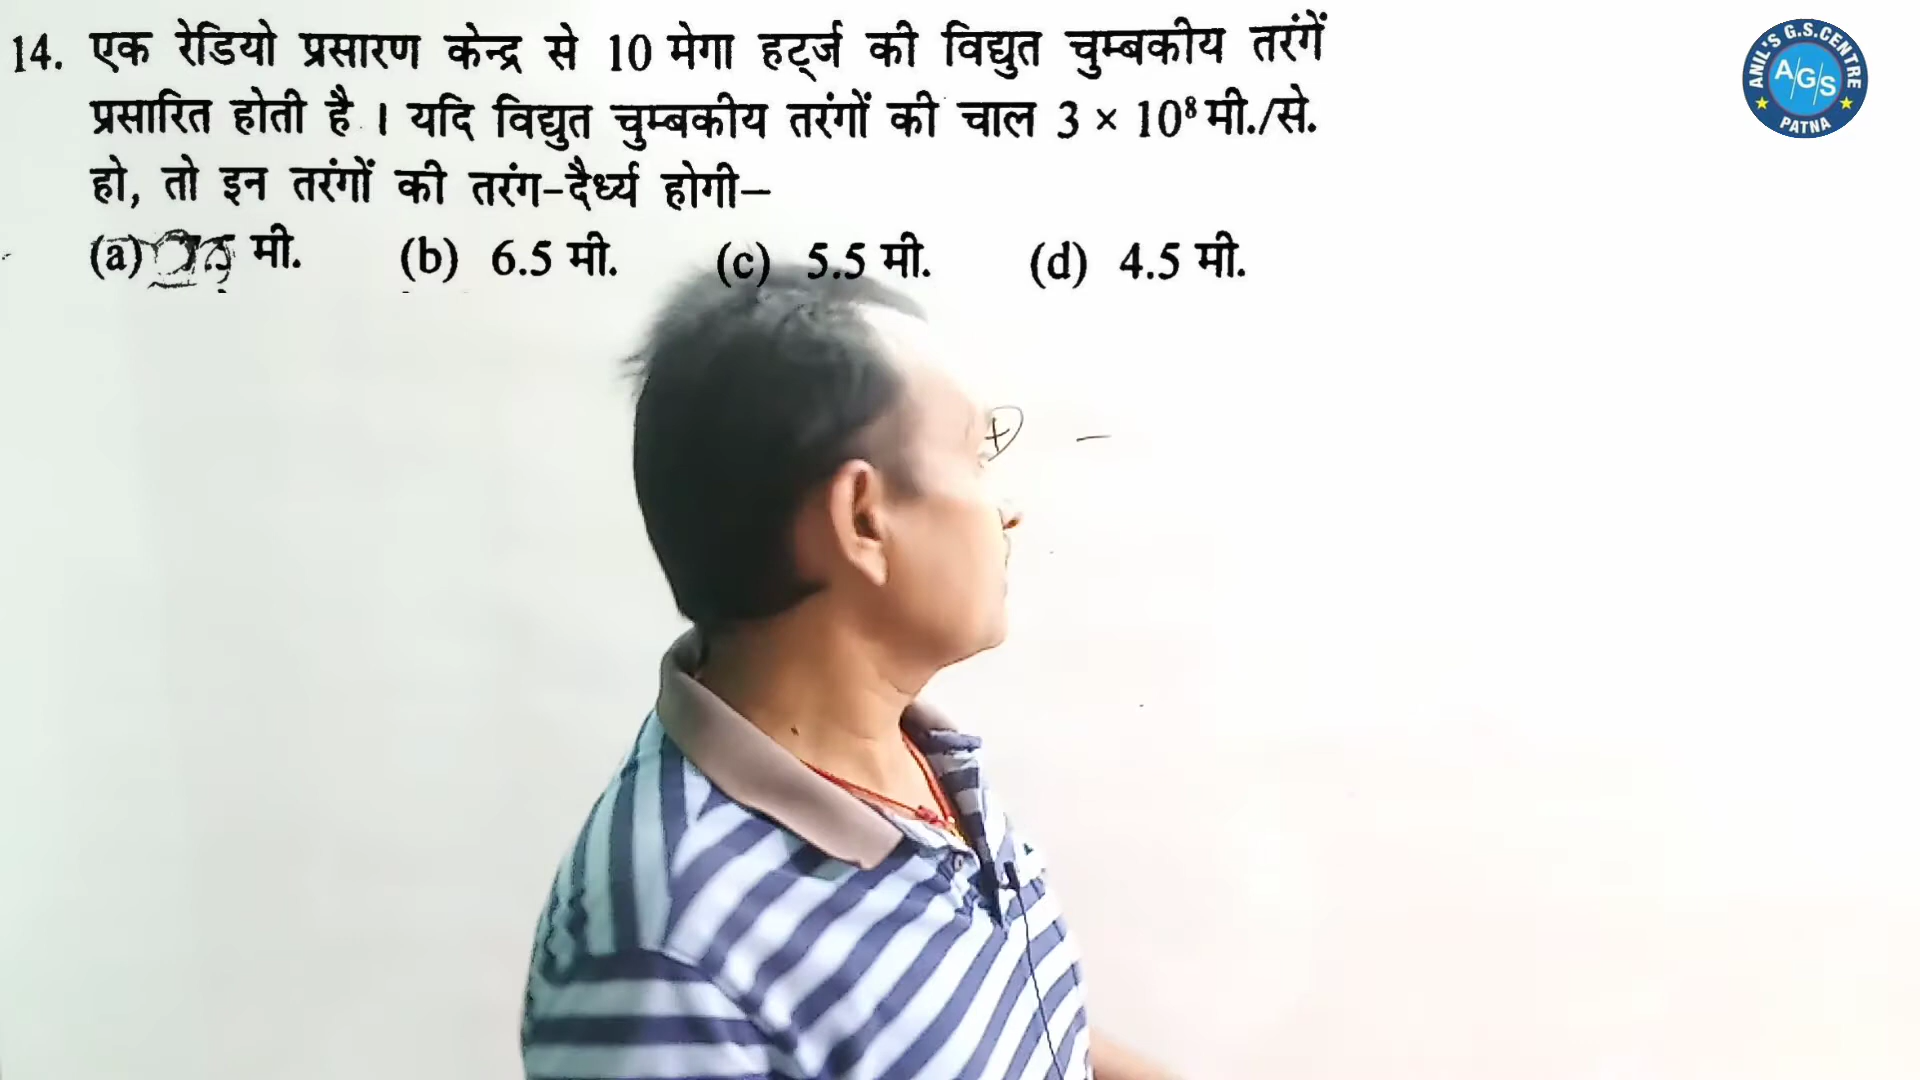 14. एक रेडियो प्रसारण केन्द्र से 10 मेगा हर्ट्ज की विद्युत चुम्बकीय तरंगें
प्रसारित होती है । यदि विद्युत चुम्बकीय तरंगों की चाल 3 × 10⁸ मी./से.
हो, तो इन तरंगों की तरंग-दैर्ध्य होगी–
(a) मी. (b) 6.5 मी. (c) 5.5 मी. (d) 4.5 मी.
ANIL'S G.S.CENTRE
A/G/S
PATNA